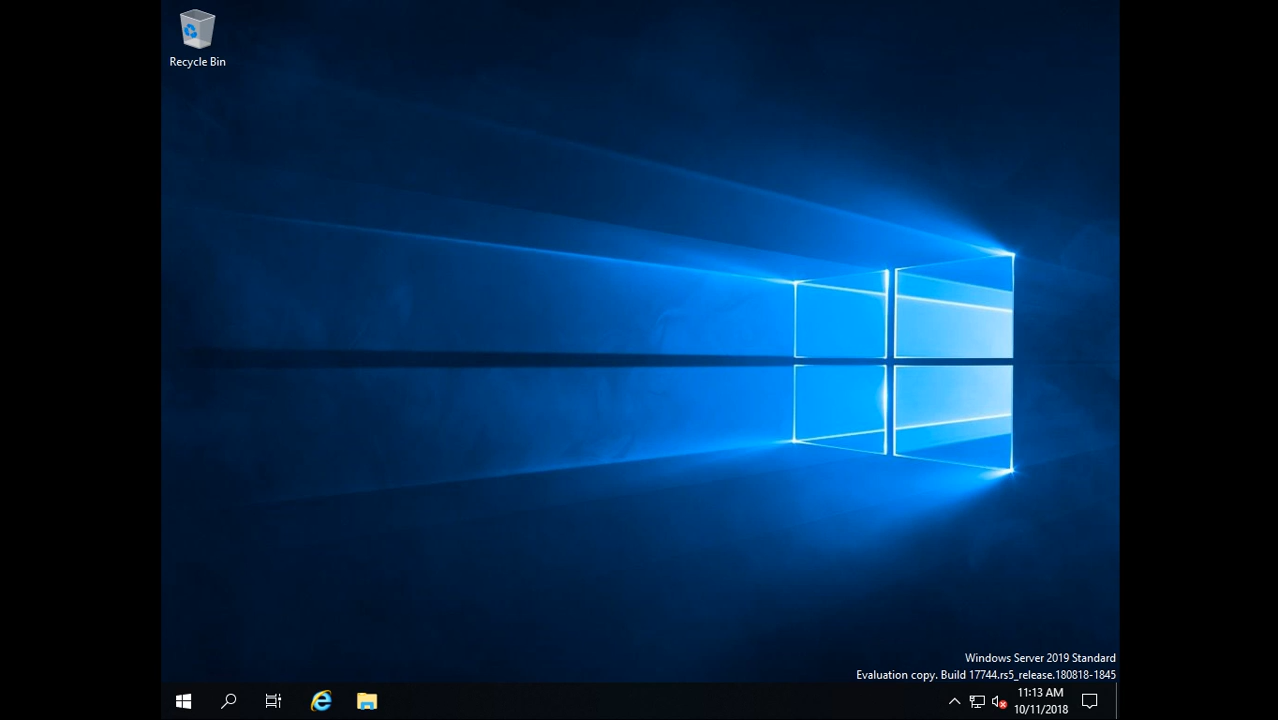 Recycle Bin
Windows Server 2019 Standard
Evaluation copy. Build 17744.rs5_release.180818-1845
11:13 AM
10/11/2018